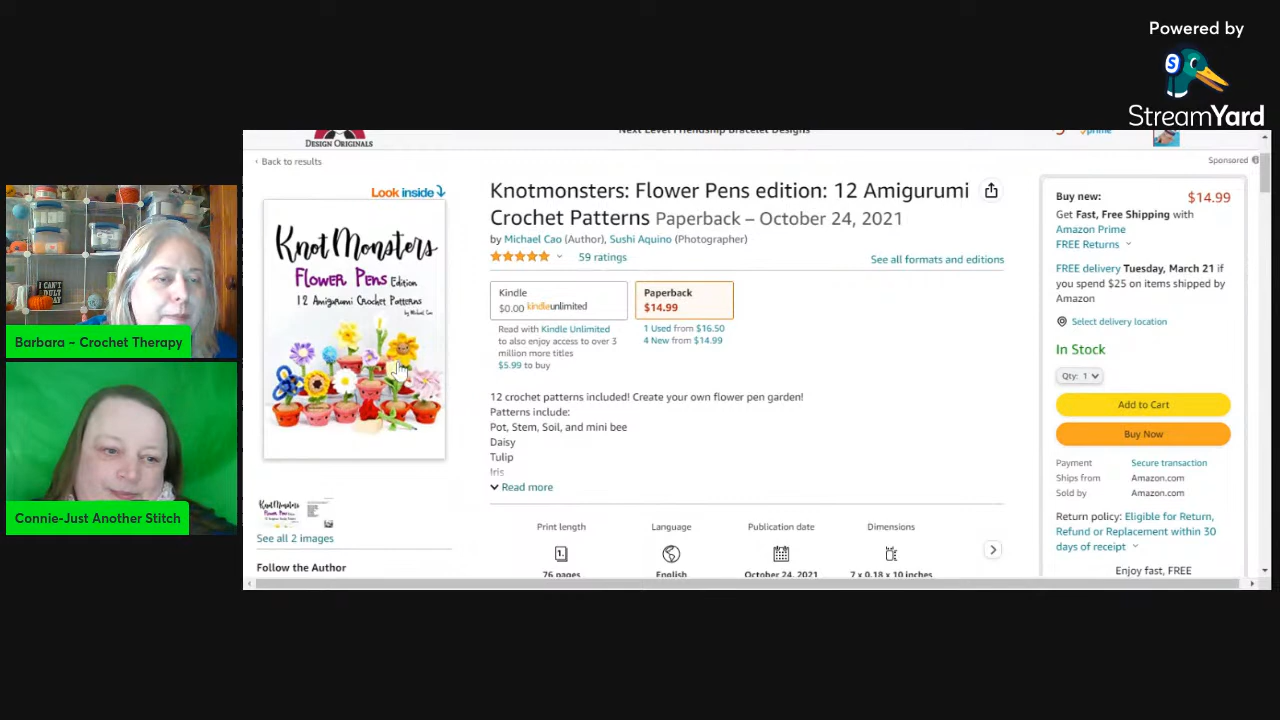 Powered by
StreamYard
DESIGN ORIGINALS
Next Level Friendship Bracelet Designs
prime
‹ Back to results
Sponsored
Look inside
Knot Monsters
FLOWER PENS Edition
12 Amigurumi Crochet Patterns
by Michael Cao
Knotmonsters: Flower Pens edition: 12 Amigurumi
Crochet Patterns Paperback – October 24, 2021
by Michael Cao (Author), Sushi Aquino (Photographer)
59 ratings
See all formats and editions
Kindle
$0.00 kindleunlimited
Read with Kindle Unlimited
to also enjoy access to over 3
million more titles
$5.99 to buy
Paperback
$14.99
1 Used from $16.50
4 New from $14.99
12 crochet patterns included! Create your own flower pen garden!
Patterns include:
Pot, Stem, Soil, and mini bee
Daisy
Tulip
Iris
Read more
Print length
76 pages
Language
English
Publication date
October 24, 2021
Dimensions
7 x 0.18 x 10 inches
Knot Monsters
See all 2 images
Follow the Author
Buy new:
$14.99
Get Fast, Free Shipping with
Amazon Prime
FREE Returns
FREE delivery Tuesday, March 21 if
you spend $25 on items shipped by
Amazon
Select delivery location
In Stock
Qty: 1
Add to Cart
Buy Now
Payment Secure transaction
Ships from Amazon.com
Sold by Amazon.com
Return policy: Eligible for Return,
Refund or Replacement within 30
days of receipt
Enjoy fast, FREE
I CAN'T
Barbara – Crochet Therapy
Connie-Just Another Stitch